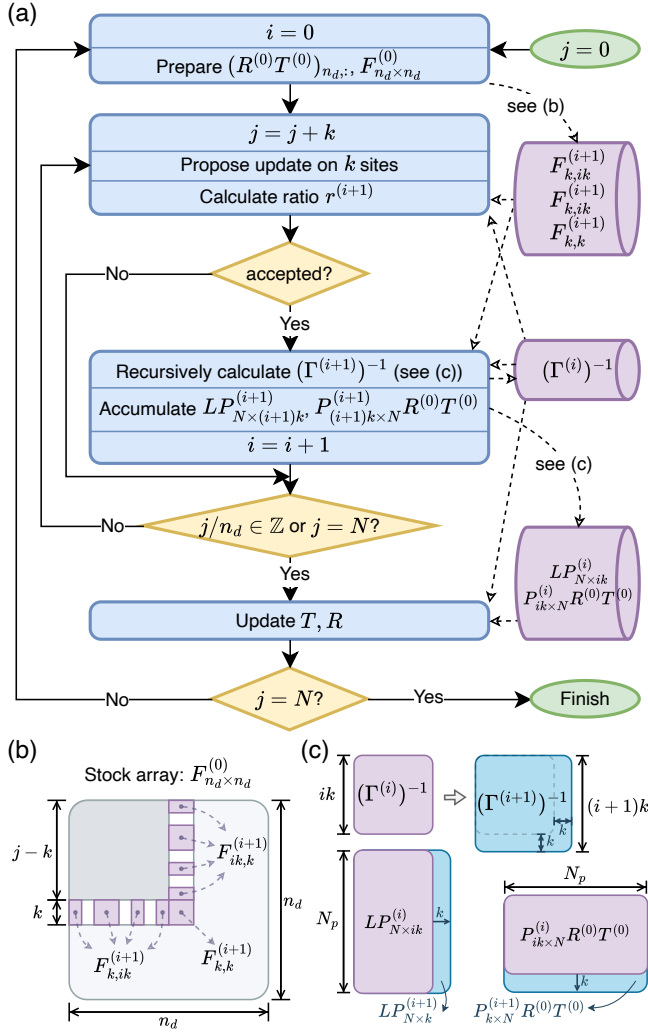 (a)
i = 0
j = 0
Prepare (R^{(0)}T^{(0)})_{n_d,:}, F^{(0)}_{n_d×n_d}
see (b)
j = j + k
Propose update on k sites
Calculate ratio r^{(i+1)}
F^{(i+1)}_{k,ik}
F^{(i+1)}_{k,ik}
F^{(i+1)}_{k,k}
No
accepted?
Yes
Recursively calculate (Γ^{(i+1)})^{-1} (see (c))
(Γ^{(i)})^{-1}
Accumulate LP^{(i+1)}_{N×(i+1)k}, P^{(i+1)}_{(i+1)k×N}R^{(0)}T^{(0)}
i = i + 1
see (c)
No
j/n_d ∈ ℤ or j = N?
Yes
LP^{(i)}_{N×ik}
P^{(i)}_{ik×N}R^{(0)}T^{(0)}
Update T, R
No
j = N?
Yes
Finish
(b)
Stock array: F^{(0)}_{n_d×n_d}
j − k
F^{(i+1)}_{ik,k}
n_d
k
F^{(i+1)}_{k,ik}
F^{(i+1)}_{k,k}
n_d
(c)
ik
(Γ^{(i)})^{-1}
(Γ^{(i+1)})^{-1}
(i + 1)k
k
k
N_p
LP^{(i)}_{N×ik}
k
N_p
P^{(i)}_{ik×N}R^{(0)}T^{(0)}
k
LP^{(i+1)}_{N×k}
P^{(i+1)}_{k×N}R^{(0)}T^{(0)}